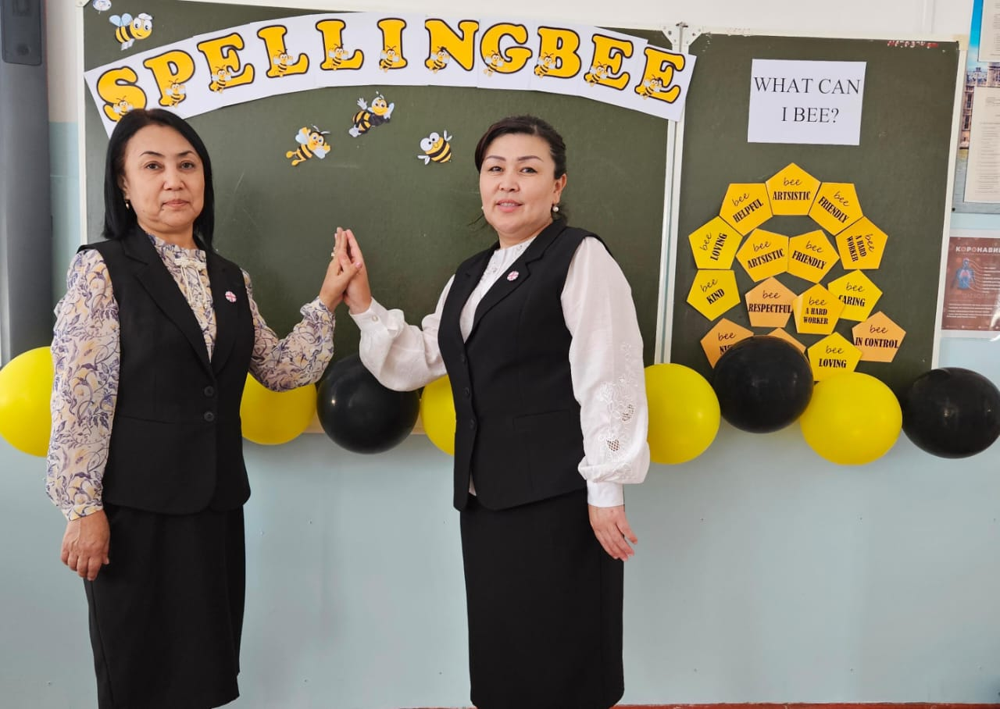 SPELLINGBEE
WHAT CAN
I BEE?
bee
ARTSISTIC
bee
HELPFUL
bee
FRIENDLY
bee
LOVING
bee
ARTSISTIC
bee
FRIENDLY
bee
A HARD
WORKER
bee
KIND
bee
RESPECTFUL
bee
A HARD
WORKER
bee
CARING
bee
bee
LOVING
bee
IN CONTROL